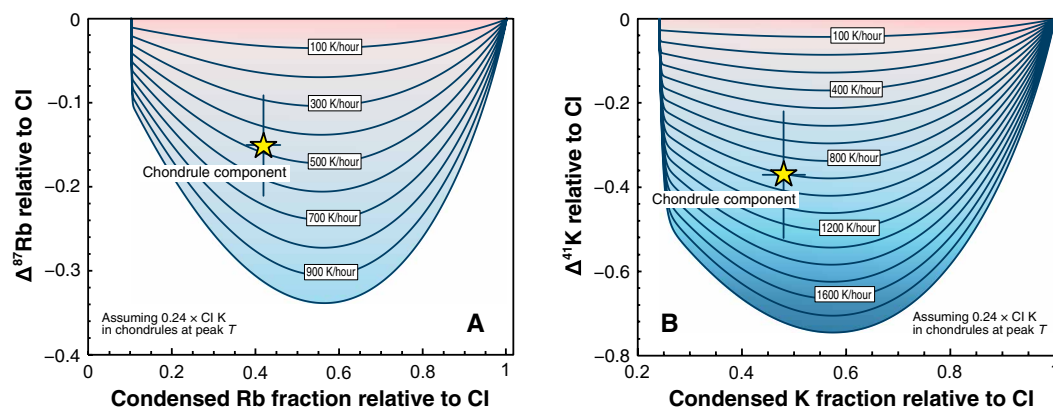 0
−0.1
−0.2
−0.3
−0.4
Δ87Rb relative to CI
100 K/hour
300 K/hour
500 K/hour
700 K/hour
900 K/hour
Chondrule component
Assuming 0.24 × CI K
in chondrules at peak T
A
0
0.2
0.4
0.6
0.8
1
Condensed Rb fraction relative to CI
0
−0.2
−0.4
−0.6
−0.8
Δ41K relative to CI
100 K/hour
400 K/hour
800 K/hour
1200 K/hour
1600 K/hour
Chondrule component
B
Assuming 0.24 × CI K
in chondrules at peak T
0.2
0.4
0.6
0.8
1
Condensed K fraction relative to CI